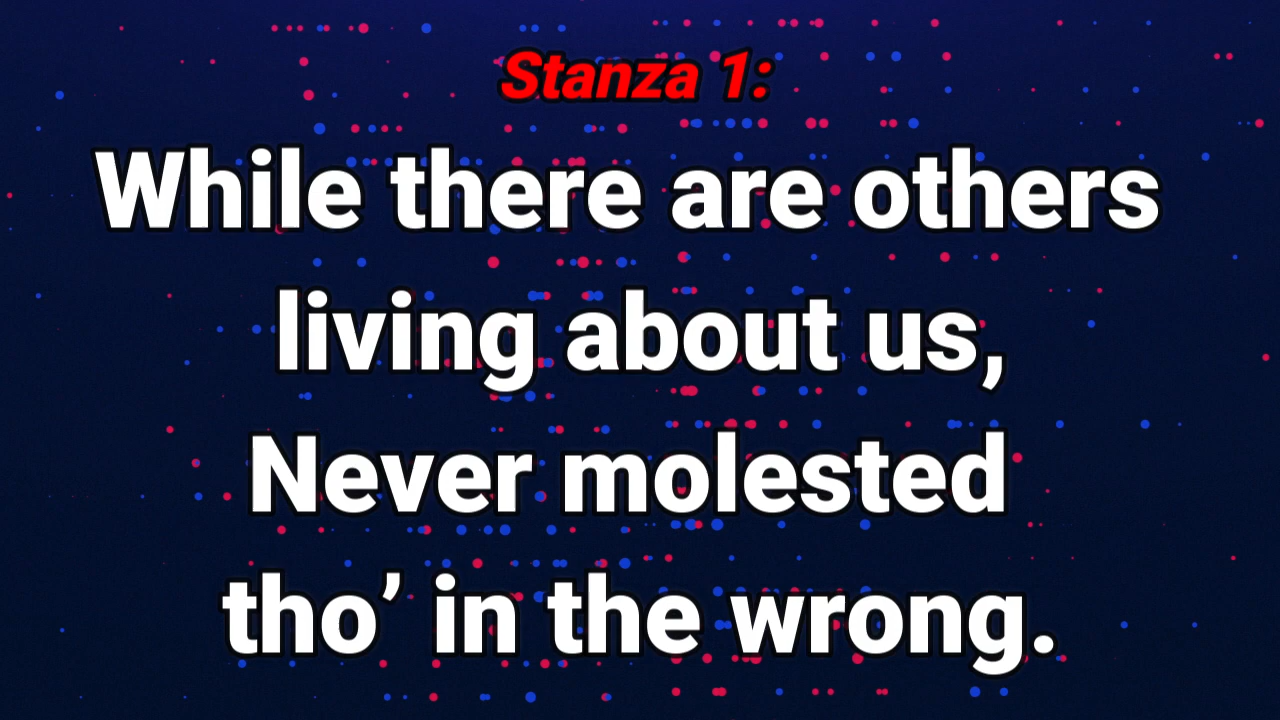 Stanza 1:
While there are others
living about us,
Never molested
tho’ in the wrong.